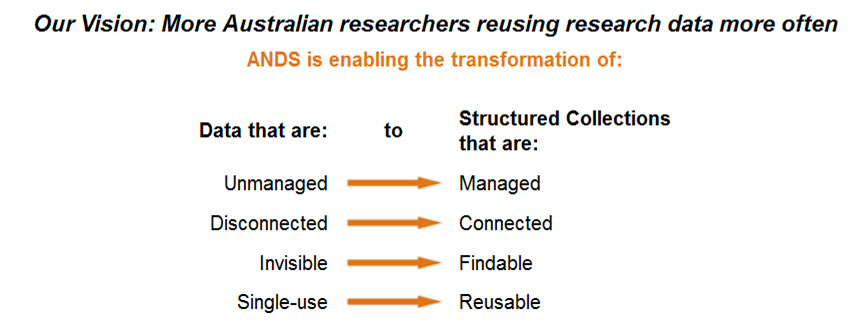 Our Vision: More Australian researchers reusing research data more often
ANDS is enabling the transformation of:
Data that are: to Structured Collections
that are:
Unmanaged Managed
Disconnected Connected
Invisible Findable
Single-use Reusable